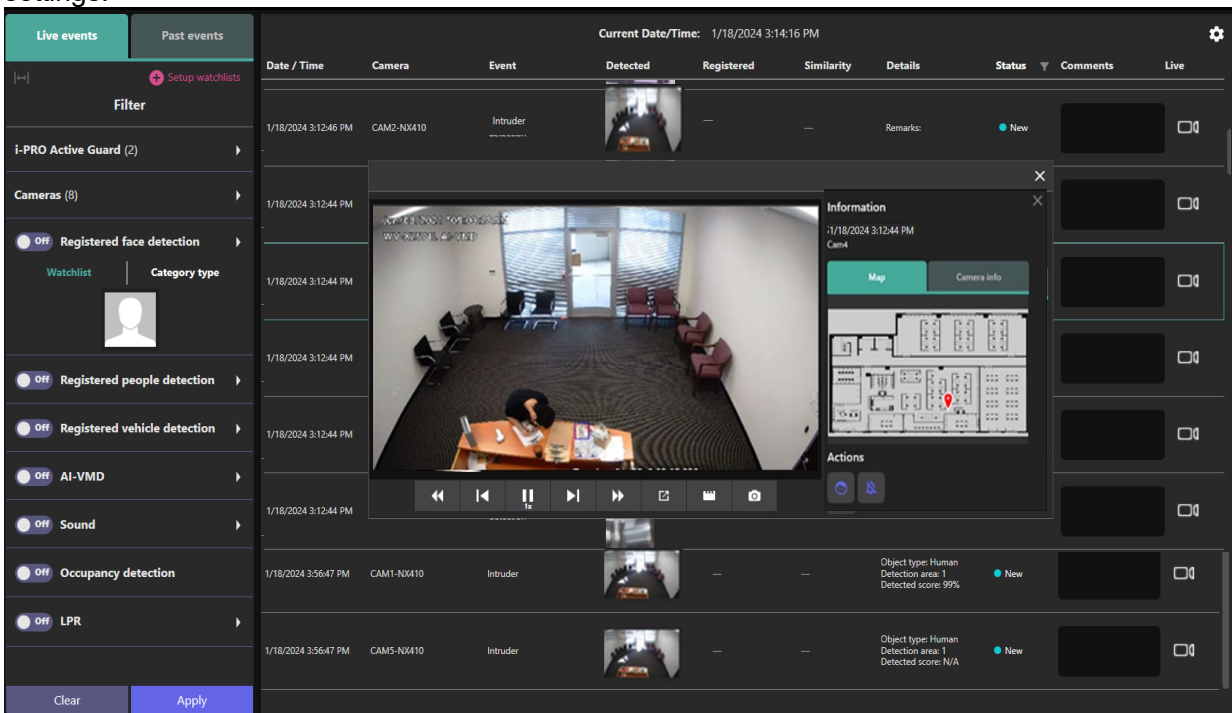 settings.
Live events
Past events
Current Date/Time: 1/18/2024 3:14:16 PM
Setup watchlists
Date / Time
Camera
Event
Detected
Registered
Similarity
Details
Status
Comments
Live
Filter
1/18/2024 3:12:46 PM
CAM2-NX410
Intruder
detection
—
—
Remarks:
New
i-PRO Active Guard (2)
Cameras (8)
1/18/2024 3:12:44 PM
Information
1/18/2024 3:12:44 PM
Cam4
Off Registered face detection
Watchlist
Category type
1/18/2024 3:12:44 PM
Map
Camera info
1/18/2024 3:12:44 PM
Off Registered people detection
Off Registered vehicle detection
1/18/2024 3:12:44 PM
Actions
Off AI-VMD
1x
1/18/2024 3:12:44 PM
Off Sound
Off Occupancy detection
1/18/2024 3:56:47 PM
CAM1-NX410
Intruder
—
—
Object type: Human
Detection area: 1
Detected score: 99%
New
Off LPR
1/18/2024 3:56:47 PM
CAM5-NX410
Intruder
—
—
Object type: Human
Detection area: 1
Detected score: N/A
New
Clear
Apply